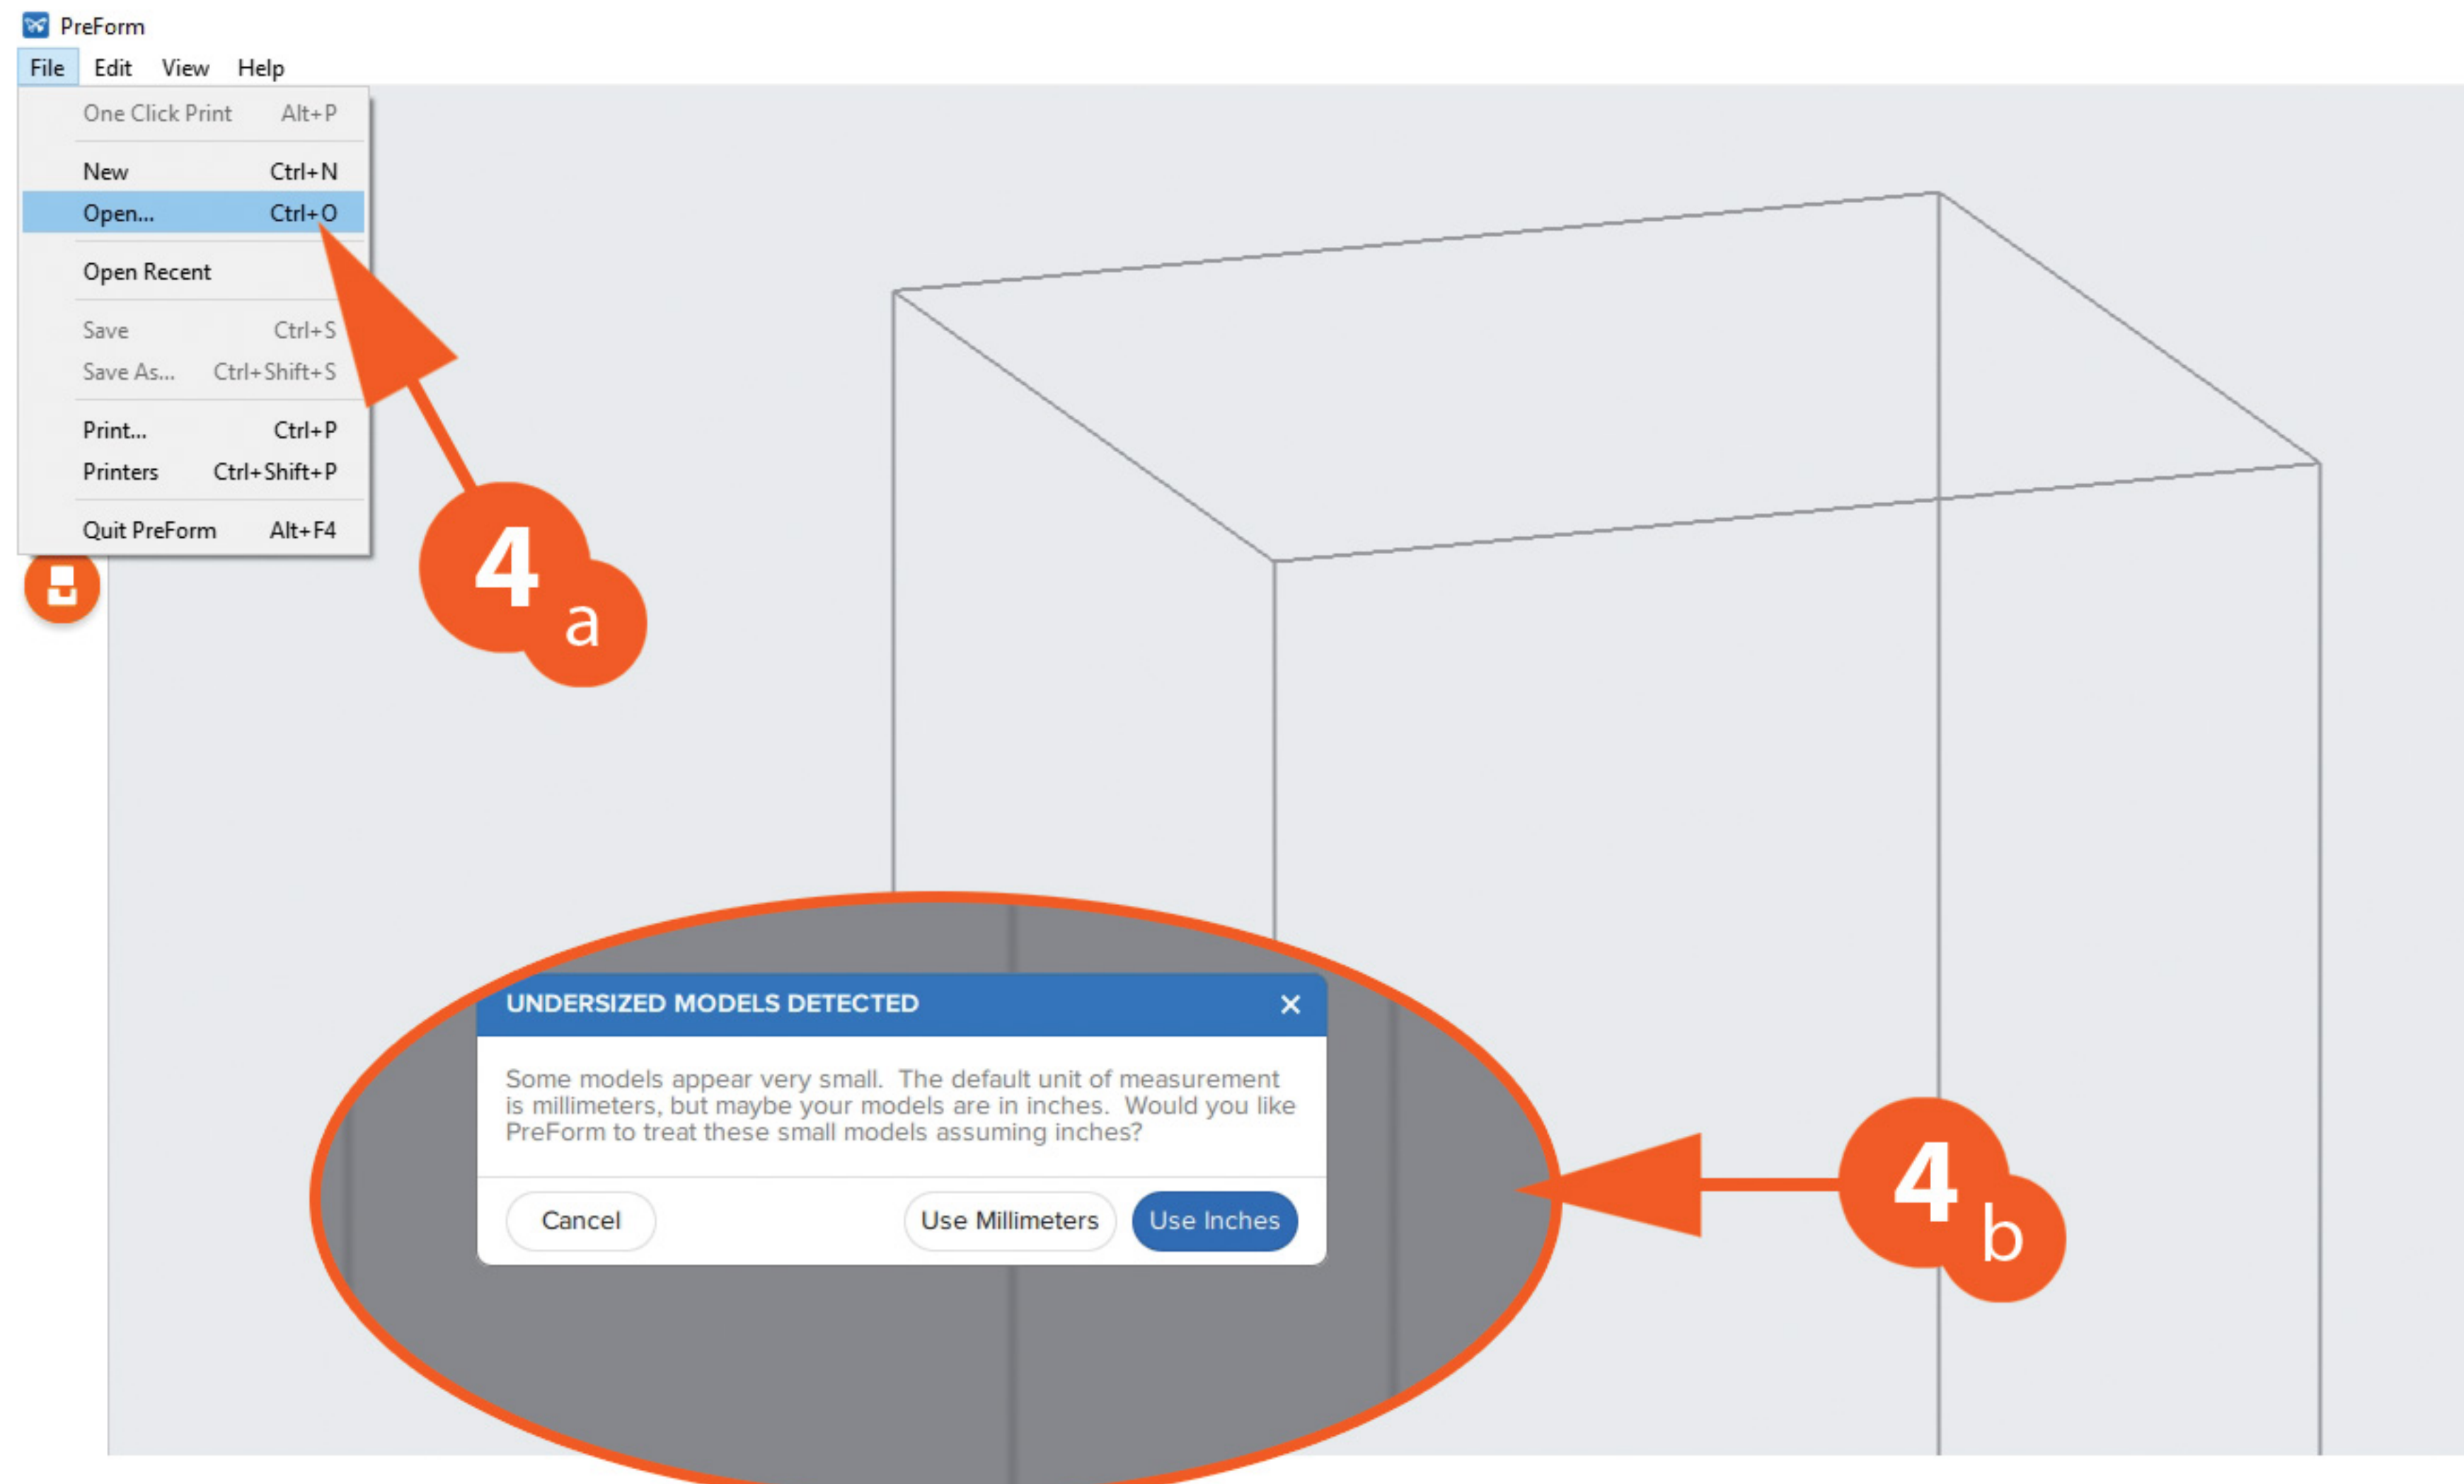 PreForm
File Edit View Help
One Click Print Alt+P
New Ctrl+N
Open... Ctrl+O
Open Recent
Save Ctrl+S
Save As... Ctrl+Shift+S
Print... Ctrl+P
Printers Ctrl+Shift+P
Quit PreForm Alt+F4
4
a
UNDERSIZED MODELS DETECTED
Some models appear very small. The default unit of measurement
is millimeters, but maybe your models are in inches. Would you like
PreForm to treat these small models assuming inches?
Cancel Use Millimeters Use Inches
4
b